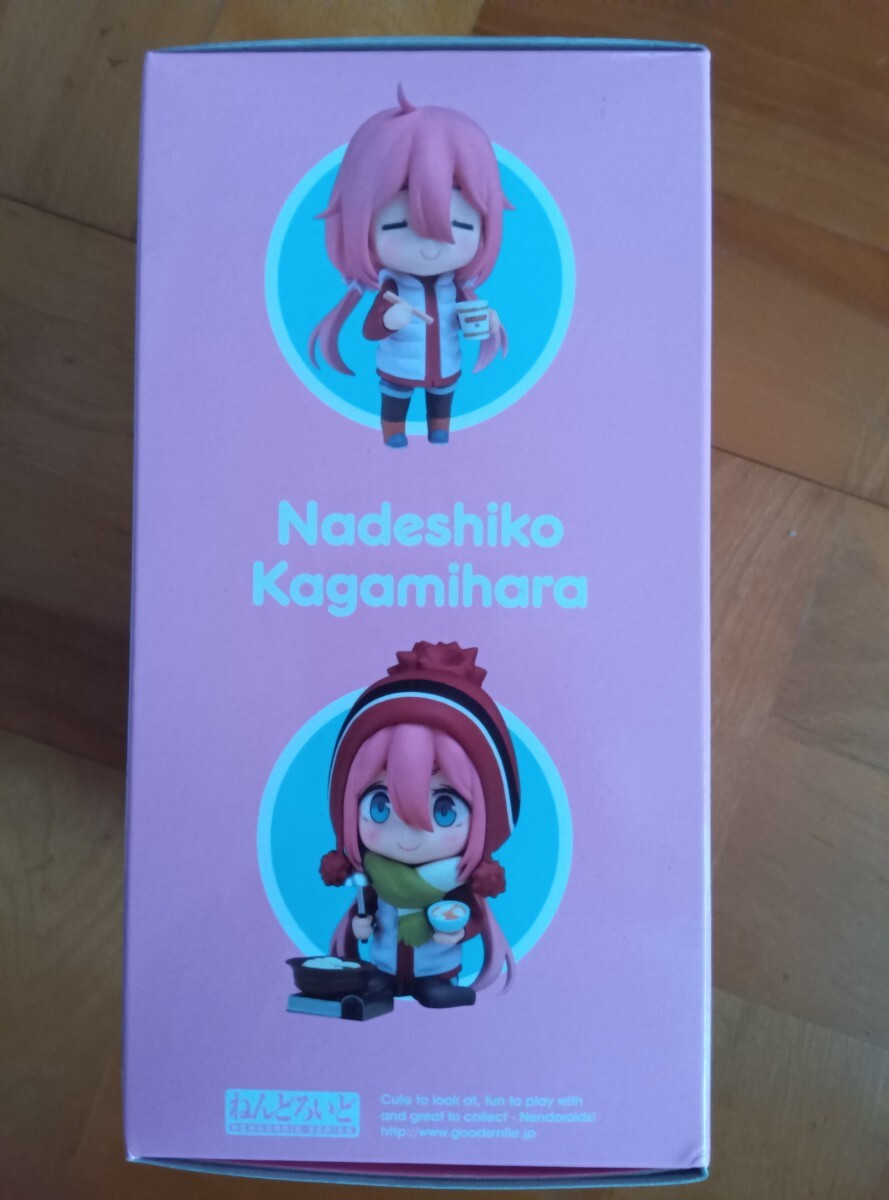 Nadeshiko
Kagamihara
ねんどろいど
NENDOROID SERIES
Cute to look at, fun to play with
and great to collect - Nendoroids!
http://www.goodsmile.jp